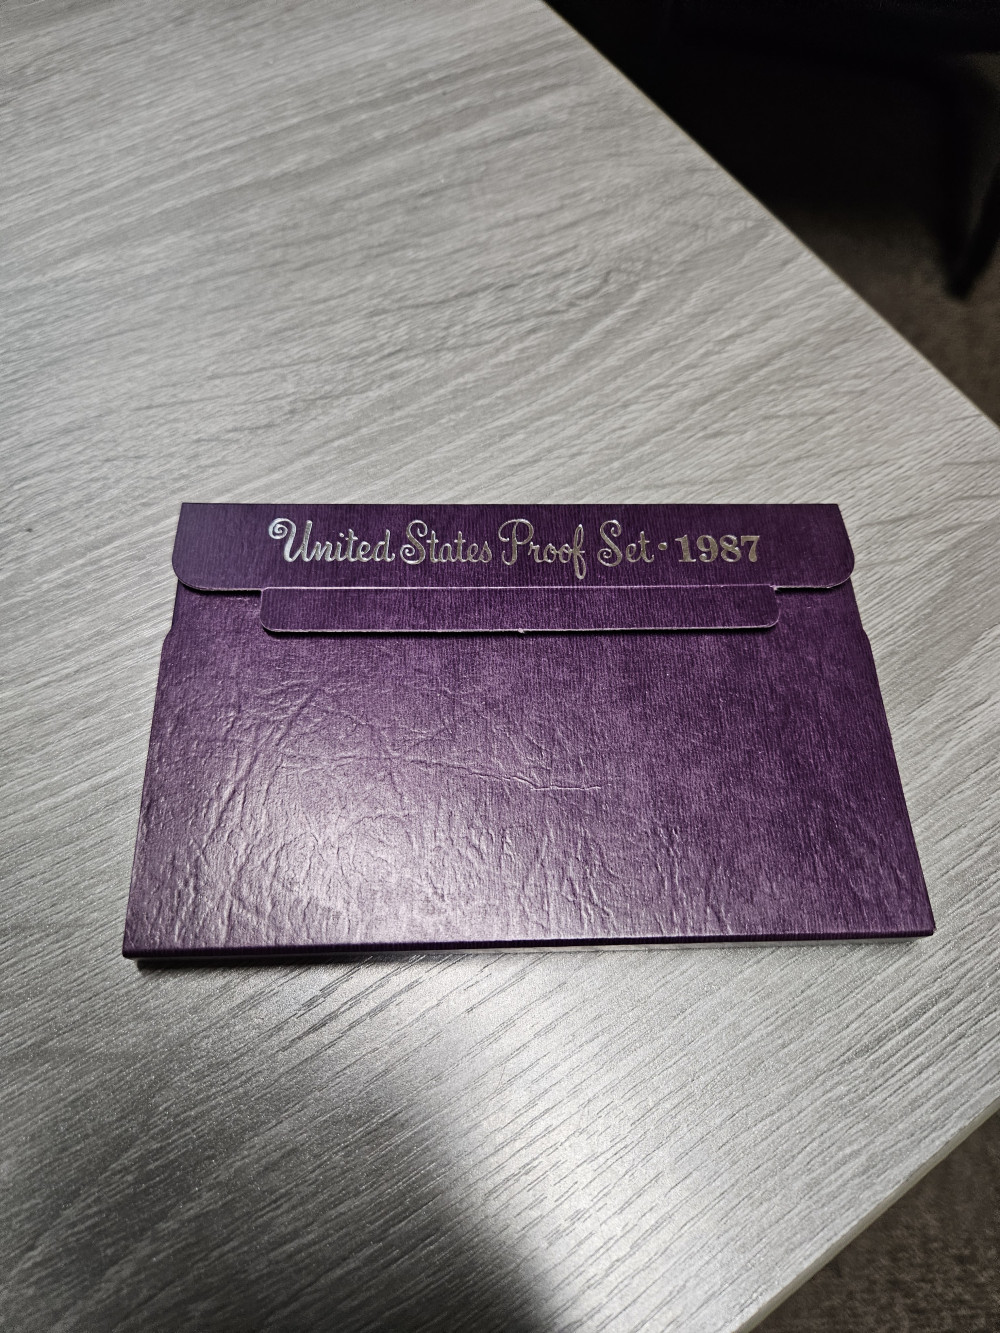 United States Proof Set · 1987